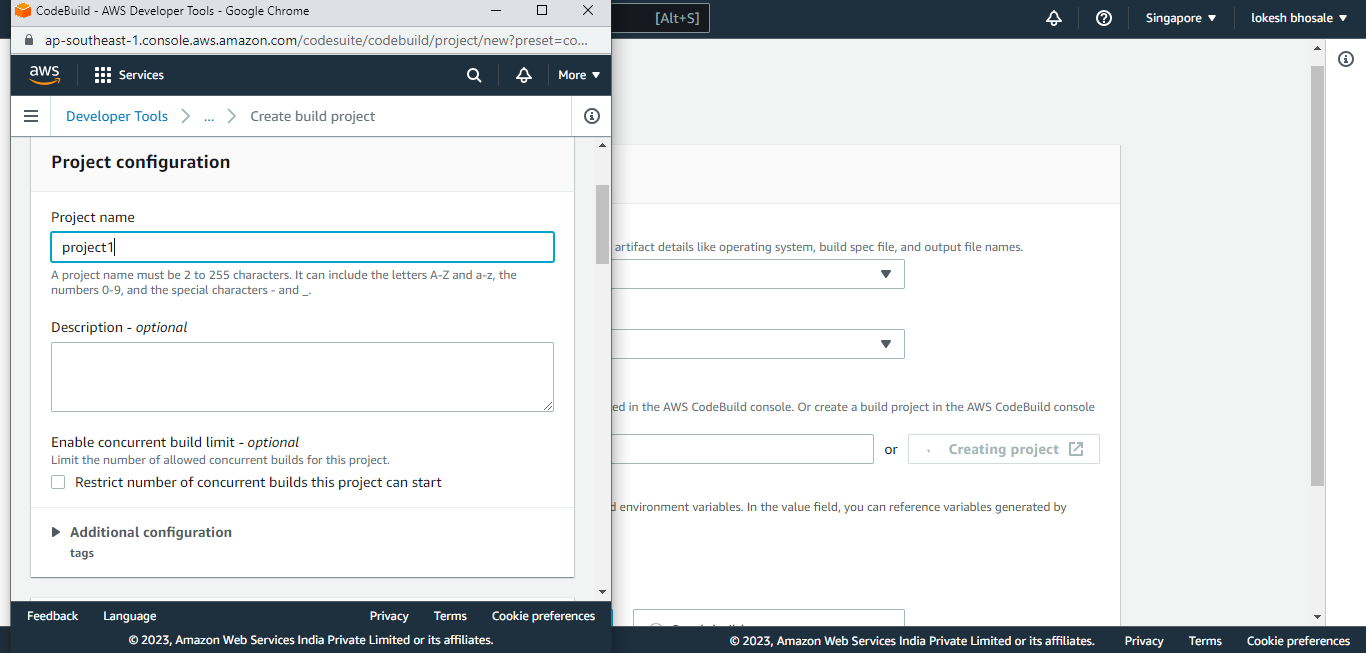 CodeBuild - AWS Developer Tools - Google Chrome
ap-southeast-1.console.aws.amazon.com/codesuite/codebuild/project/new?preset=co...
aws Services More
Developer Tools ... Create build project
Project configuration
Project name
project1
A project name must be 2 to 255 characters. It can include the letters A-Z and a-z, the
numbers 0-9, and the special characters - and _.
Description - optional
Enable concurrent build limit - optional
Limit the number of allowed concurrent builds for this project.
Restrict number of concurrent builds this project can start
Additional configuration
tags
Feedback Language Privacy Terms Cookie preferences
© 2023, Amazon Web Services India Private Limited or its affiliates.
[Alt+S] Singapore lokesh bhosale
artifact details like operating system, build spec file, and output file names.
ed in the AWS CodeBuild console. Or create a build project in the AWS CodeBuild console
or Creating project
d environment variables. In the value field, you can reference variables generated by
© 2023, Amazon Web Services India Private Limited or its affiliates. Privacy Terms Cookie preferences